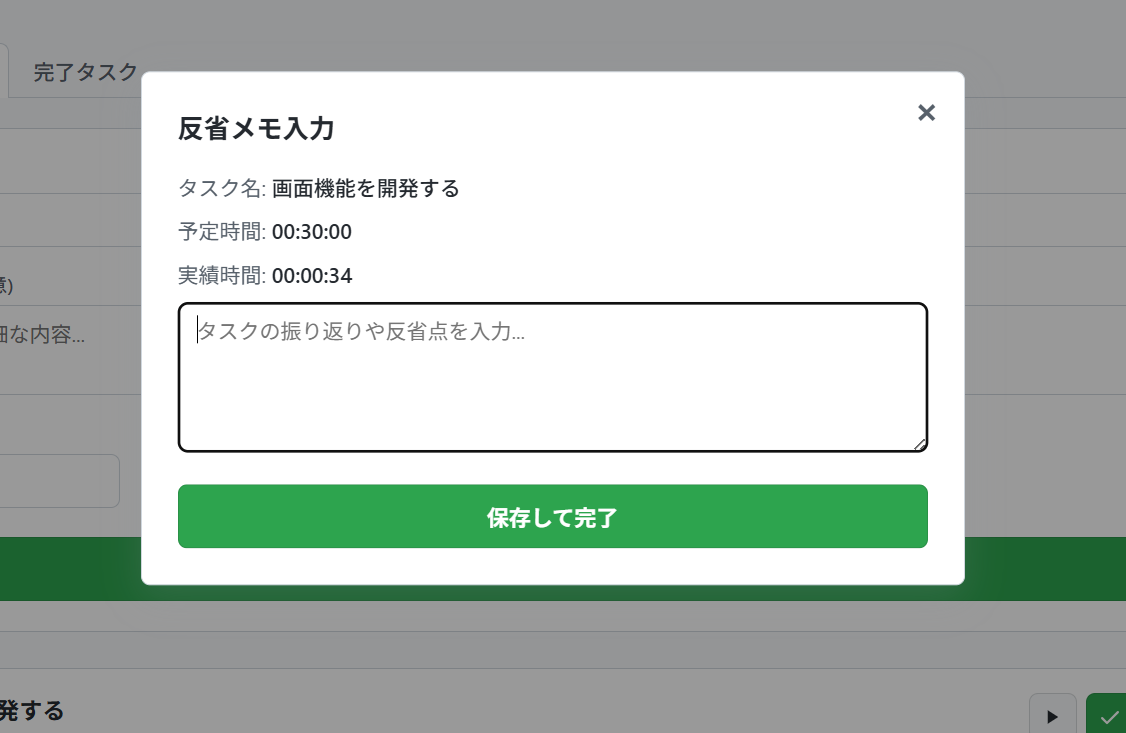 完了タスク
反省メモ入力
タスク名: 画面機能を開発する
予定時間: 00:30:00
実績時間: 00:00:34
意)
タスクの振り返りや反省点を入力...
細な内容...
保存して完了
発する